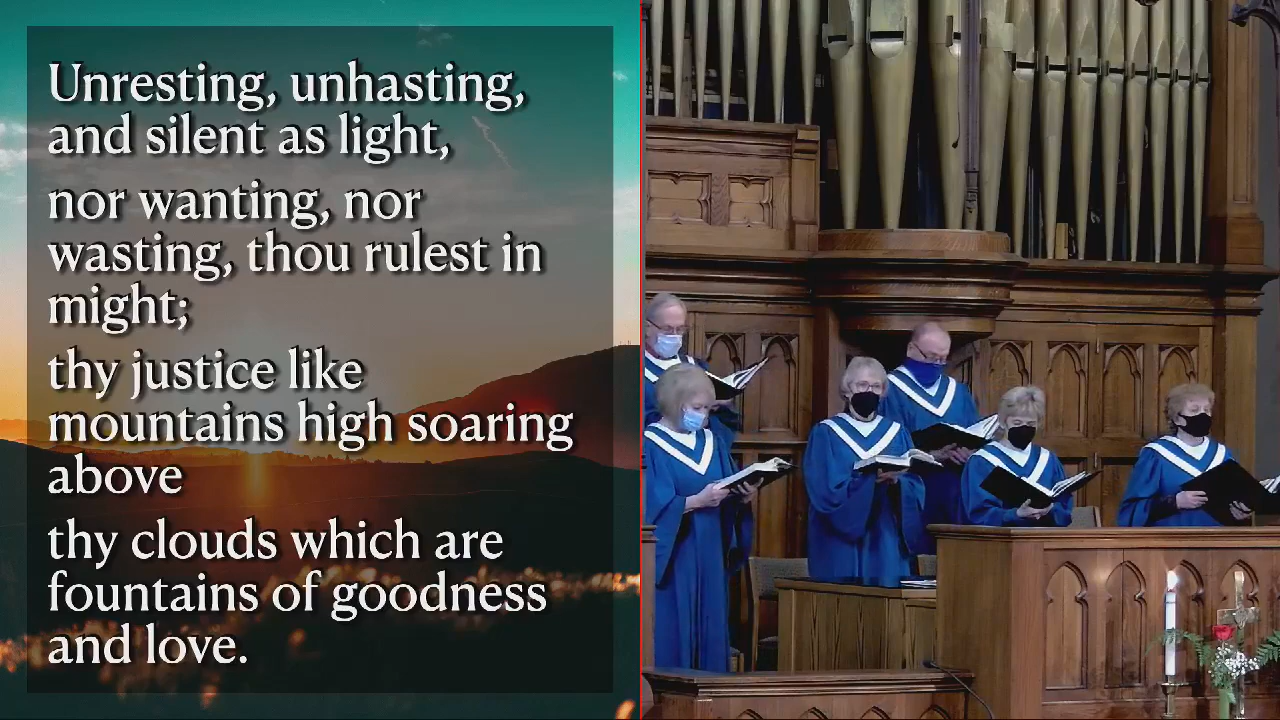 Unresting, unhasting,
and silent as light,
nor wanting, nor
wasting, thou rulest in
might;
thy justice like
mountains high soaring
above
thy clouds which are
fountains of goodness
and love.